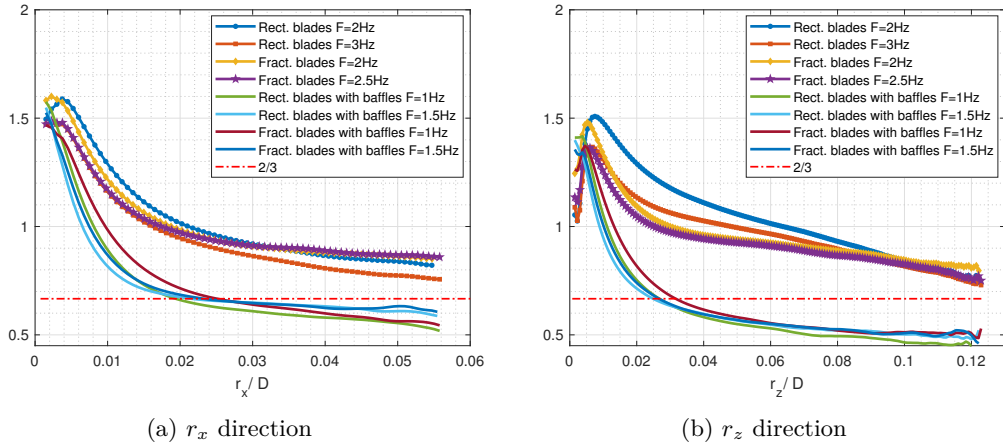 2
1.5
1
0.5
0
0.01
0.02
0.03
0.04
0.05
0.06
r_x/ D
Rect. blades F=2Hz
Rect. blades F=3Hz
Fract. blades F=2Hz
Fract. blades F=2.5Hz
Rect. blades with baffles F=1Hz
Rect. blades with baffles F=1.5Hz
Fract. blades with baffles F=1Hz
Fract. blades with baffles F=1.5Hz
2/3
(a) r_x direction
2
1.5
1
0.5
0
0.02
0.04
0.06
0.08
0.1
0.12
r_z/ D
Rect. blades F=2Hz
Rect. blades F=3Hz
Fract. blades F=2Hz
Fract. blades F=2.5Hz
Rect. blades with baffles F=1Hz
Rect. blades with baffles F=1.5Hz
Fract. blades with baffles F=1Hz
Fract. blades with baffles F=1.5Hz
2/3
(b) r_z direction